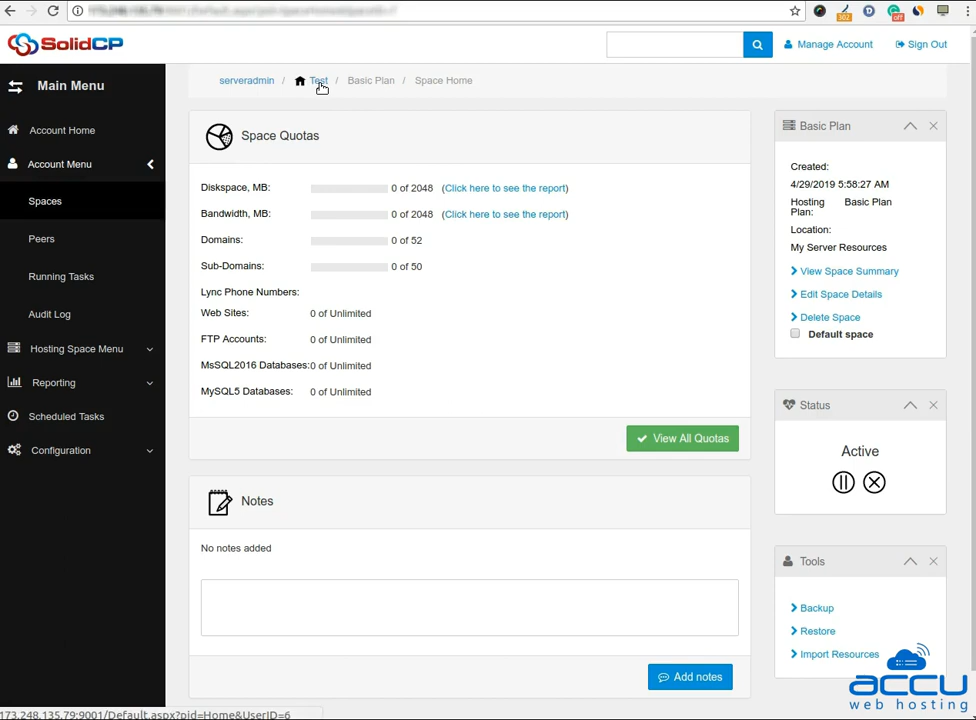 SolidCP
Manage Account
Sign Out
Main Menu
Account Home
Account Menu
Spaces
Peers
Running Tasks
Audit Log
Hosting Space Menu
Reporting
Scheduled Tasks
Configuration
serveradmin / Test / Basic Plan / Space Home
Space Quotas
Diskspace, MB: 0 of 2048 (Click here to see the report)
Bandwidth, MB: 0 of 2048 (Click here to see the report)
Domains: 0 of 52
Sub-Domains: 0 of 50
Lync Phone Numbers:
Web Sites: 0 of Unlimited
FTP Accounts: 0 of Unlimited
MsSQL2016 Databases: 0 of Unlimited
MySQL5 Databases: 0 of Unlimited
View All Quotas
Notes
No notes added
Add notes
Basic Plan
Created:
4/29/2019 5:58:27 AM
Hosting Basic Plan
Plan:
Location:
My Server Resources
View Space Summary
Edit Space Details
Delete Space
Default space
Status
Active
Tools
Backup
Restore
Import Resources
ACCU
web hosting
173.248.135.79:9001/Default.aspx?pid=Home&UserID=6